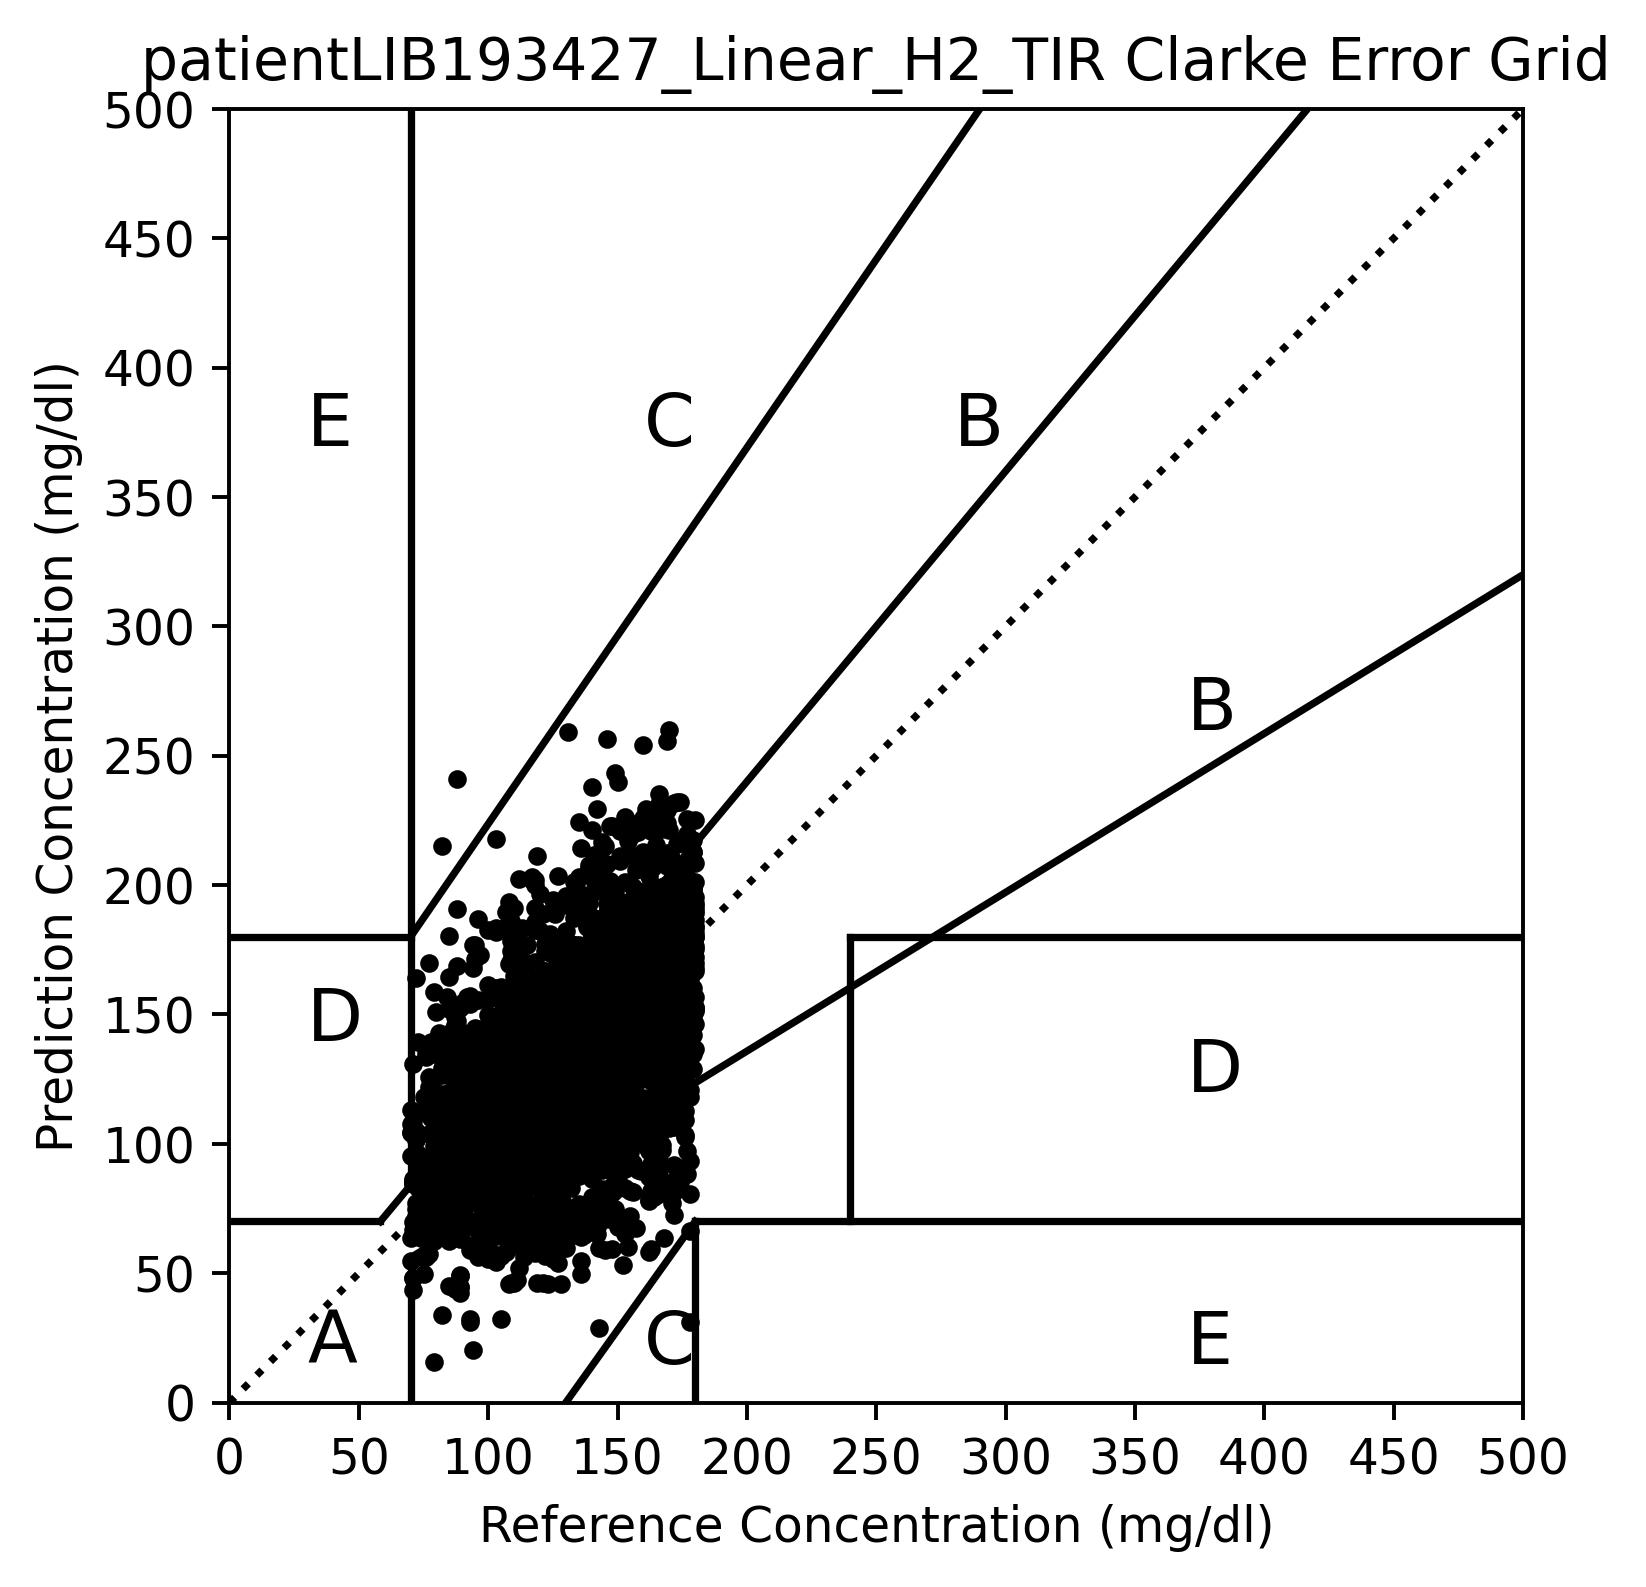 patientLIB193427_Linear_H2_TIR Clarke Error Grid
500
450
400
350
300
250
200
150
100
50
0
Prediction Concentration (mg/dl)
E
C
B
B
D
D
A
C
E
0 50 100 150 200 250 300 350 400 450 500
Reference Concentration (mg/dl)